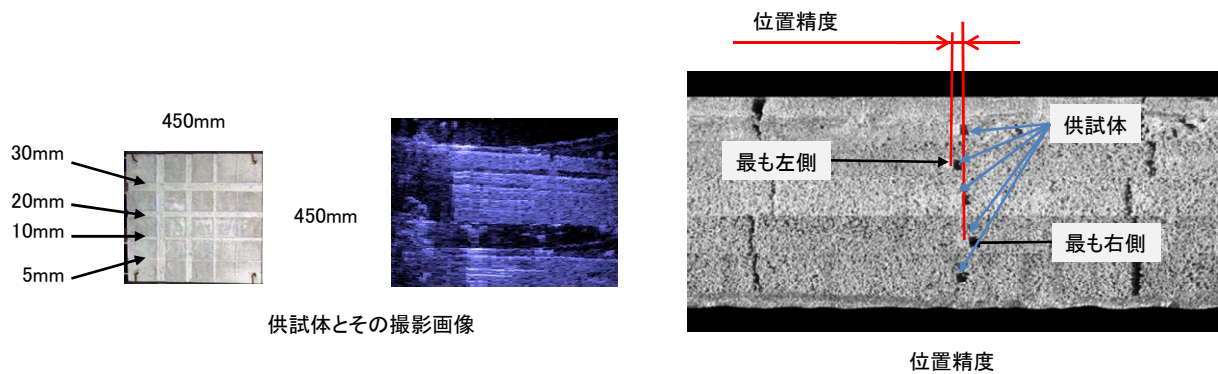 位置精度
450mm
30mm
20mm
10mm
5mm
450mm
供試体とその撮影画像
供試体
最も左側
最も右側
位置精度